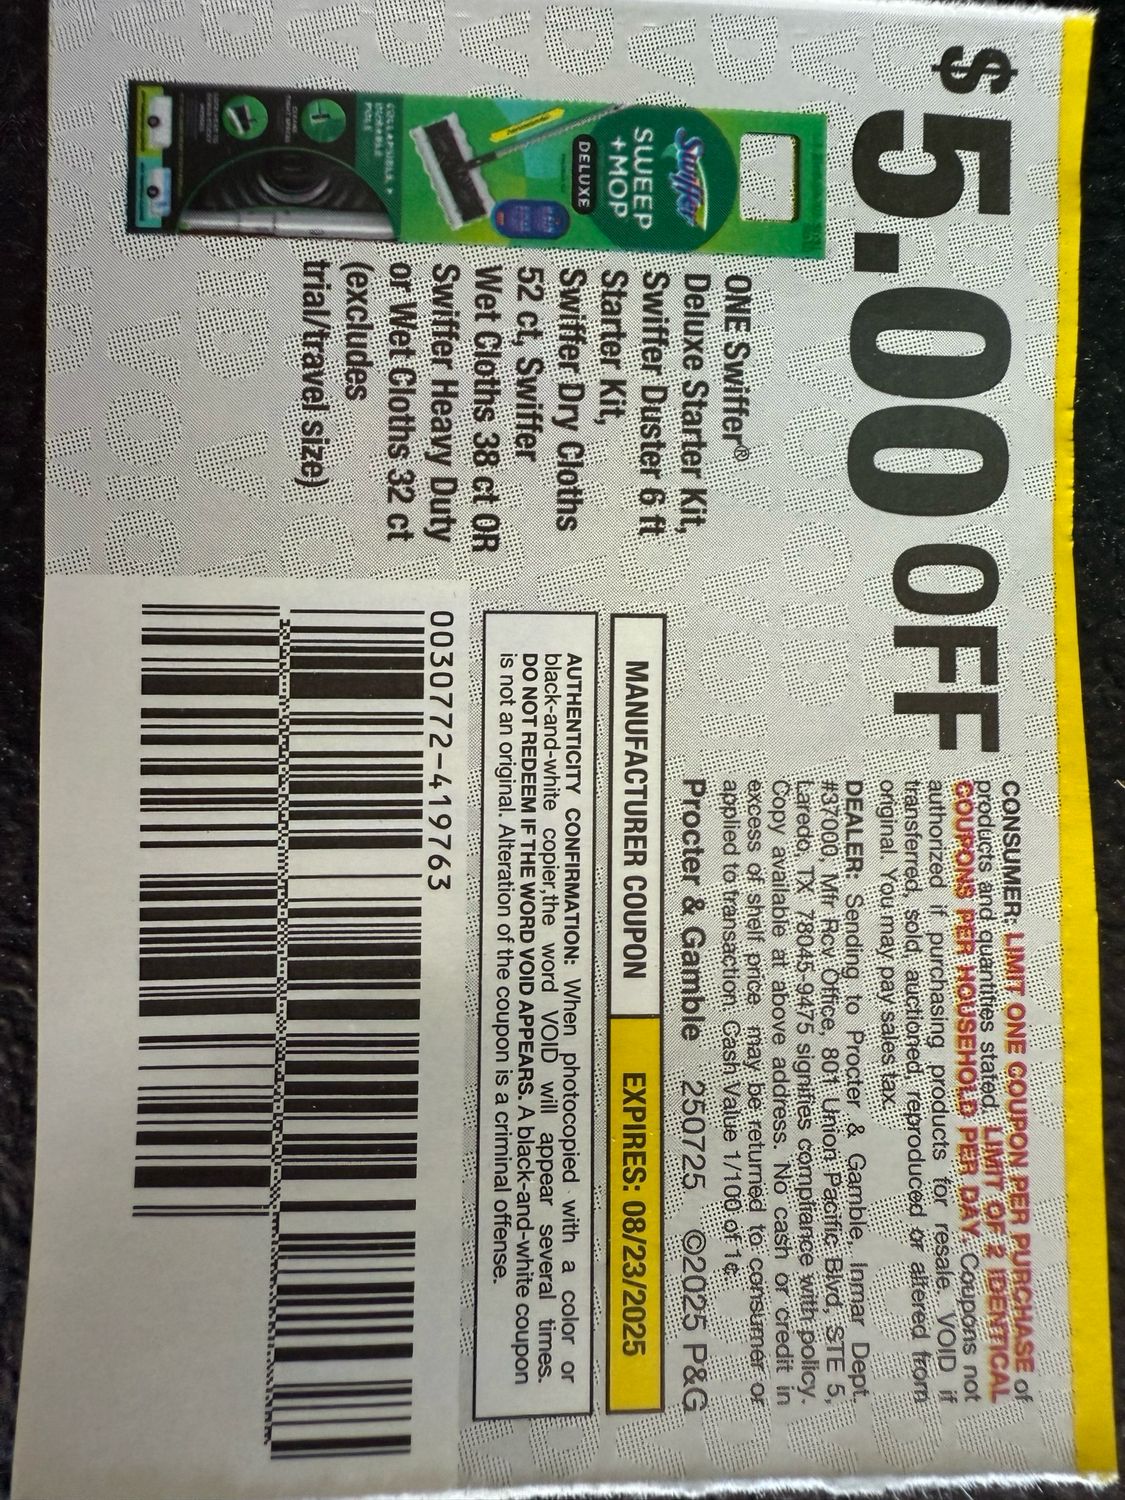 $5.00 OFF
Swiffer
SWEEP
+MOP
DELUXE
ONE Swiffer®
Deluxe Starter Kit,
Swiffer Duster 6 ft
Starter Kit,
Swiffer Dry Cloths
52 ct, Swiffer
Wet Cloths 38 ct OR
Swiffer Heavy Duty
or Wet Cloths 32 ct
(excludes
trial/travel size)
CONSUMER: LIMIT ONE COUPON PER PURCHASE of
products and quantities stated. LIMIT OF 2 IDENTICAL
COUPONS PER HOUSEHOLD PER DAY. Coupons not
authorized if purchasing products for resale. VOID if
transferred, sold, auctioned, reproduced or altered from
original. You may pay sales tax.
DEALER: Sending to Procter & Gamble, Inmar Dept.
#37000, Mfr Rcv Office, 801 Union Pacific Blvd, STE 5,
Laredo, TX 78045-9475 signifies compliance with policy.
Copy available at above address. No cash or credit in
excess of shelf price may be returned to consumer or
applied to transaction. Cash Value 1/100 of 1¢.
Procter & Gamble 250725 ©2025 P&G
MANUFACTURER COUPON EXPIRES: 08/23/2025
AUTHENTICITY CONFIRMATION: When photocopied with a color or
black-and-white copier, the word VOID will appear several times.
DO NOT REDEEM IF THE WORD VOID APPEARS. A black-and-white coupon
is not an original. Alteration of the coupon is a criminal offense.
0030772-419763